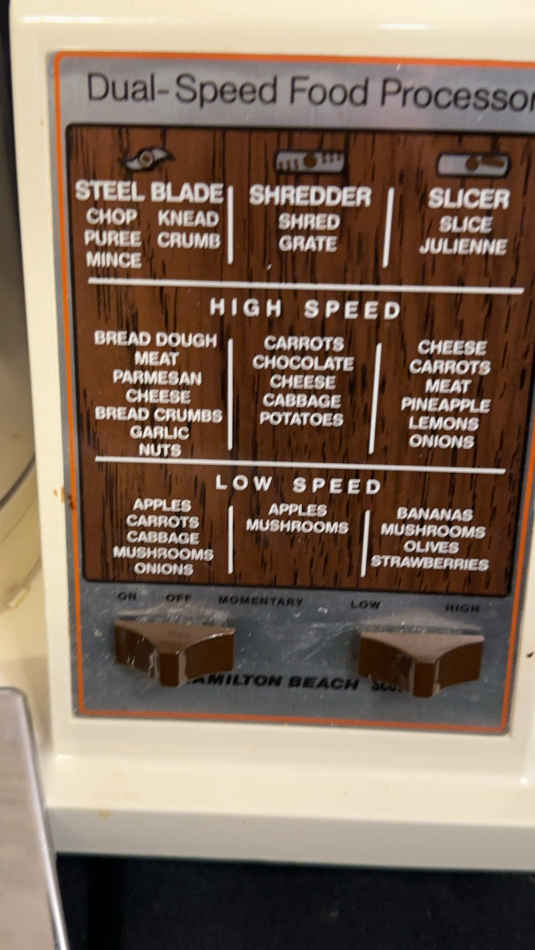 Dual-Speed Food Processor
STEEL BLADE
CHOP KNEAD
PUREE CRUMB
MINCE
SHREDDER
SHRED
GRATE
SLICER
SLICE
JULIENNE
HIGH SPEED
BREAD DOUGH
MEAT
PARMESAN
CHEESE
BREAD CRUMBS
GARLIC
NUTS
CARROTS
CHOCOLATE
CHEESE
CABBAGE
POTATOES
CHEESE
CARROTS
MEAT
PINEAPPLE
LEMONS
ONIONS
LOW SPEED
APPLES
CARROTS
CABBAGE
MUSHROOMS
ONIONS
APPLES
MUSHROOMS
BANANAS
MUSHROOMS
OLIVES
STRAWBERRIES
ON OFF MOMENTARY LOW HIGH
HAMILTON BEACH